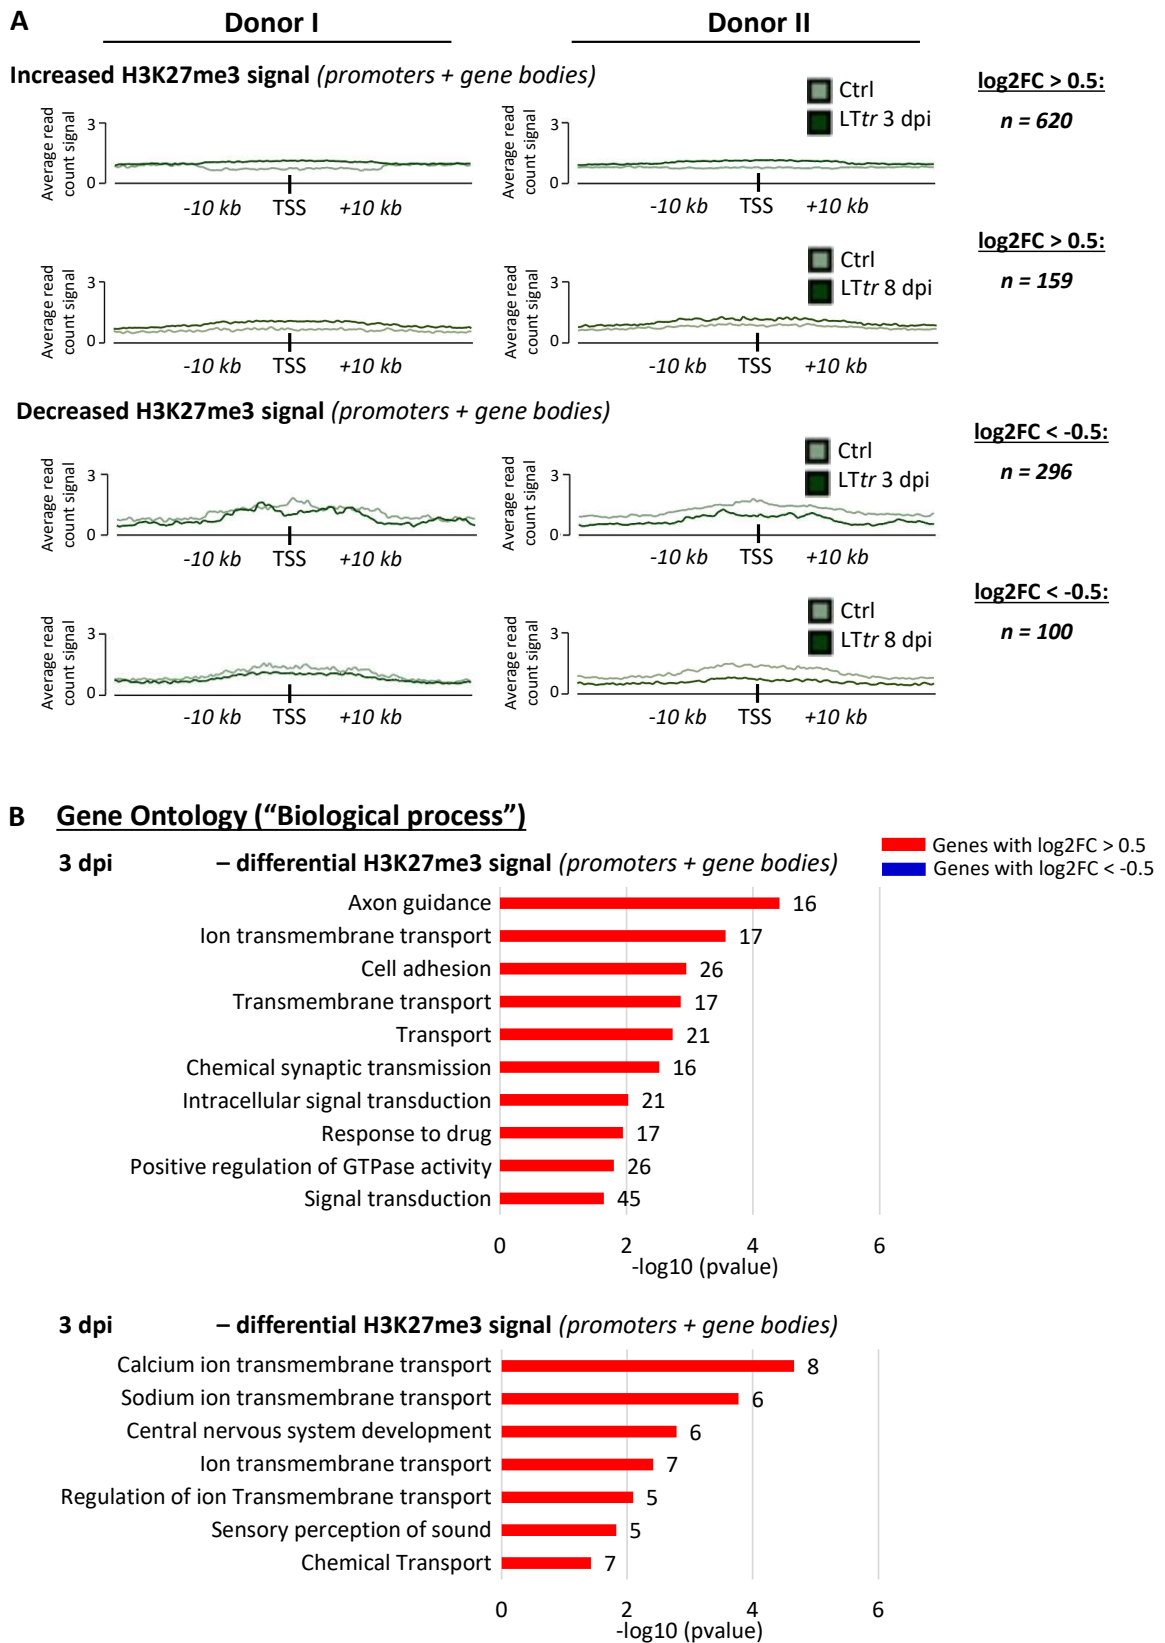 A
Donor I
Donor II
Increased H3K27me3 signal (promoters + gene bodies)
Average read
count signal
3
0
-10 kb TSS +10 kb
Average read
count signal
3
0
-10 kb TSS +10 kb
Ctrl
LTtr 3 dpi
log2FC > 0.5:
n = 620
Average read
count signal
3
0
-10 kb TSS +10 kb
Average read
count signal
3
0
-10 kb TSS +10 kb
Ctrl
LTtr 8 dpi
log2FC > 0.5:
n = 159
Decreased H3K27me3 signal (promoters + gene bodies)
Average read
count signal
3
0
-10 kb TSS +10 kb
Average read
count signal
3
0
-10 kb TSS +10 kb
Ctrl
LTtr 3 dpi
log2FC < -0.5:
n = 296
Average read
count signal
3
0
-10 kb TSS +10 kb
Average read
count signal
3
0
-10 kb TSS +10 kb
Ctrl
LTtr 8 dpi
log2FC < -0.5:
n = 100
B Gene Ontology (“Biological process”)
3 dpi – differential H3K27me3 signal (promoters + gene bodies)
Genes with log2FC > 0.5
Genes with log2FC < -0.5
Axon guidance 16
Ion transmembrane transport 17
Cell adhesion 26
Transmembrane transport 17
Transport 21
Chemical synaptic transmission 16
Intracellular signal transduction 21
Response to drug 17
Positive regulation of GTPase activity 26
Signal transduction 45
0 2 4 6
-log10 (pvalue)
3 dpi – differential H3K27me3 signal (promoters + gene bodies)
Calcium ion transmembrane transport 8
Sodium ion transmembrane transport 6
Central nervous system development 6
Ion transmembrane transport 7
Regulation of ion Transmembrane transport 5
Sensory perception of sound 5
Chemical Transport 7
0 2 4 6
-log10 (pvalue)